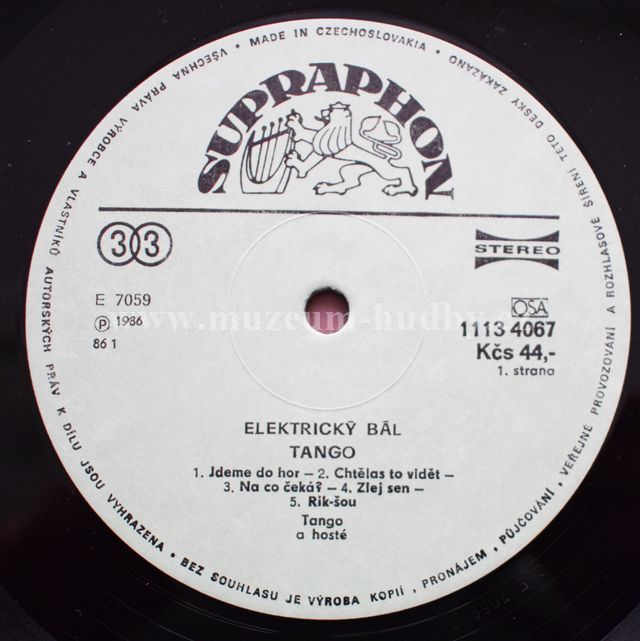 SUPRAPHON
33
STEREO
E 7059
Ⓟ 1986
86 1
OSA
1113 4067
Kčs 44,-
1. strana
www.muzeum-hudby.c
ELEKTRICKÝ BÁL
TANGO
1. Jdeme do hor – 2. Chtělas to vidět –
3. Na co čeká? – 4. Zlej sen –
5. Rik-šou
Tango
a hosté
MADE IN CZECHOSLOVAKIA • VŠECHNA PRÁVA VÝROBCE A VLASTNÍKŮ AUTORSKÝCH PRÁV K DÍLU JSOU VYHRAZENA • BEZ SOUHLASU JE VÝROBA KOPIÍ, PRONÁJEM, PŮJČOVÁNÍ, VEŘEJNÉ PROVOZOVÁNÍ A ROZHLASOVÉ ŠÍŘENÍ TÉTO DESKY ZAKÁZÁNO •